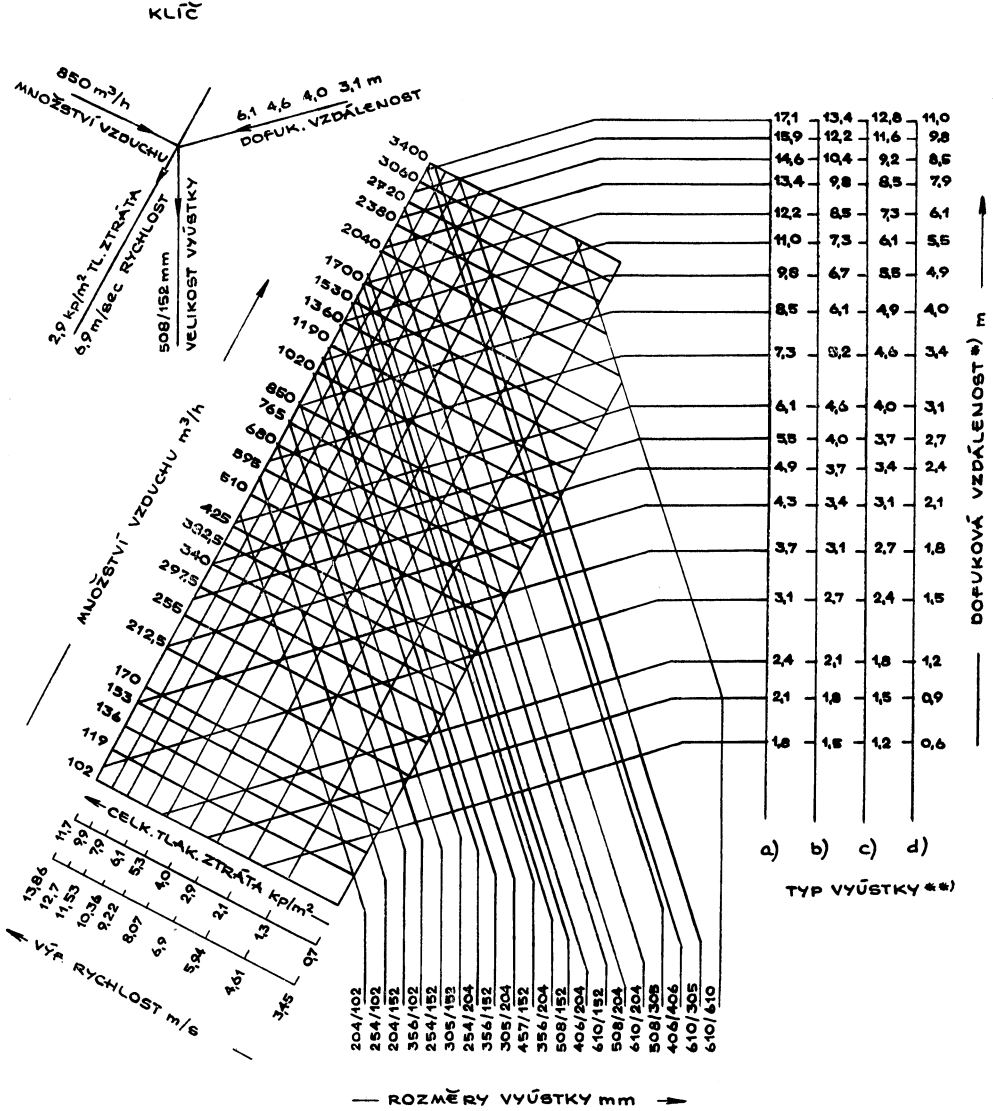 KLÍČ
850 m³/h
MNOŽSTVÍ VZDUCHU
6,1 4,6 4,0 3,1 m
DOFUK. VZDÁLENOST
2,9 kp/m² TL. ZTRÁTA
6,9 m/sec RYCHLOST
508/152 mm
VELIKOST VYÚSTKY
MNOŽSTVÍ VZDUCHU m³/h
3400
3060
2720
2380
2040
1700
1530
1360
1190
1020
850
765
680
595
510
425
382,5
340
297,5
255
212,5
170
153
136
119
102
17,1 13,4 12,8 11,0
15,9 12,2 11,6 9,8
14,6 10,4 9,2 8,5
13,4 9,8 8,5 7,9
12,2 8,5 7,3 6,1
11,0 7,3 6,1 5,5
9,8 6,7 5,5 4,9
8,5 6,1 4,9 4,0
7,3 5,2 4,6 3,4
6,1 4,6 4,0 3,1
5,5 4,0 3,7 2,7
4,9 3,7 3,4 2,4
4,3 3,4 3,1 2,1
3,7 3,1 2,7 1,8
3,1 2,7 2,4 1,5
2,4 2,1 1,8 1,2
2,1 1,8 1,5 0,9
1,8 1,5 1,2 0,6
a) b) c) d)
TYP VYÚSTKY **)
DOFUKOVÁ VZDÁLENOST *) m
CELK. TLAK. ZTRÁTA kp/m²
11,7 9,9 7,9 6,1 5,3 4,0 2,9 2,1 1,3 0,7
13,86 12,7 11,53 10,36 9,22 8,07 6,9 5,94 4,61 3,45
VÝF. RYCHLOST m/s
204/102
254/102
204/152
356/102
254/152
305/152
254/204
356/152
305/204
457/152
356/204
508/152
406/204
610/152
508/204
610/204
508/305
406/406
610/305
610/610
ROZMĚRY VYÚSTKY mm